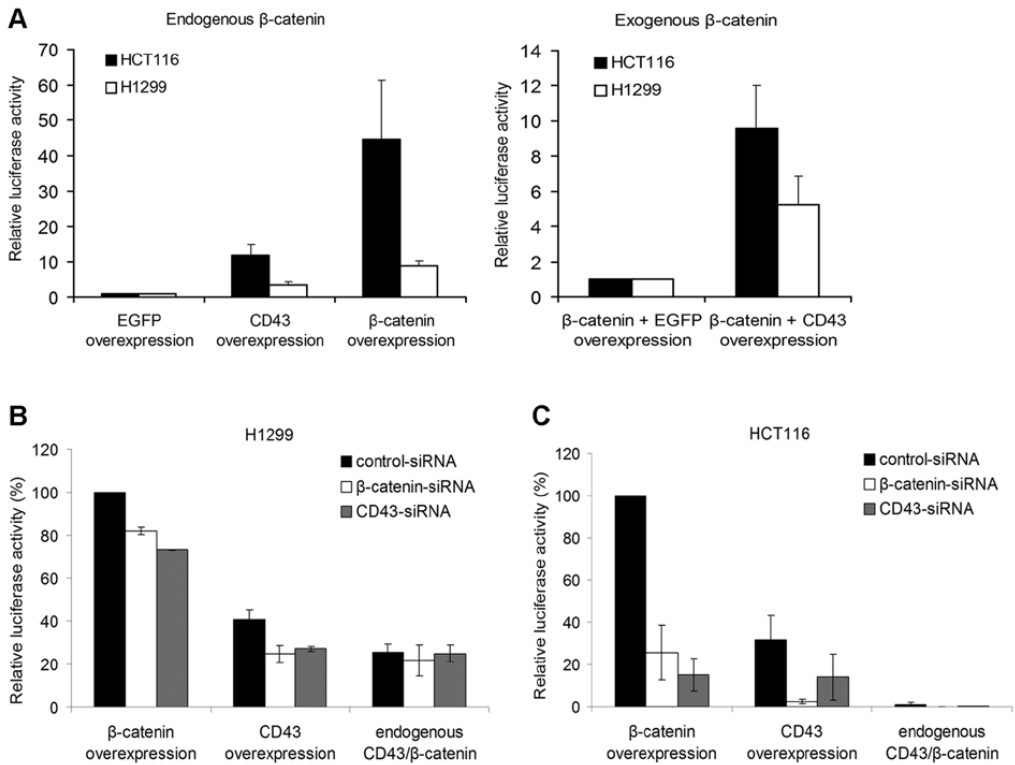 A
Endogenous β-catenin
Relative luciferase activity
70
60
50
40
30
20
10
0
HCT116
H1299
EGFP
overexpression
CD43
overexpression
β-catenin
overexpression
Exogenous β-catenin
Relative luciferase activity
14
12
10
8
6
4
2
0
HCT116
H1299
β-catenin + EGFP
overexpression
β-catenin + CD43
overexpression
B
H1299
Relative luciferase activity (%)
120
100
80
60
40
20
0
control-siRNA
β-catenin-siRNA
CD43-siRNA
β-catenin
overexpression
CD43
overexpression
endogenous
CD43/β-catenin
C
HCT116
Relative luciferase activity (%)
120
100
80
60
40
20
0
control-siRNA
β-catenin-siRNA
CD43-siRNA
β-catenin
overexpression
CD43
overexpression
endogenous
CD43/β-catenin